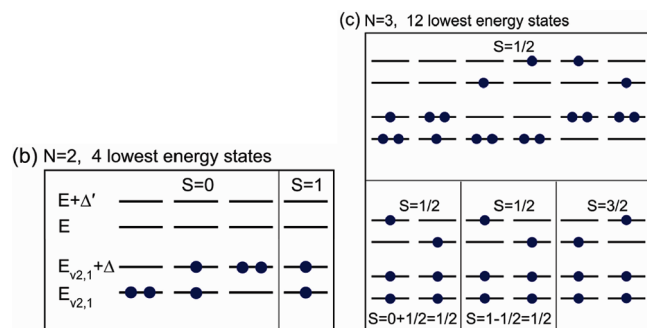 (c) N=3, 12 lowest energy states
S=1/2
(b) N=2, 4 lowest energy states
S=0 S=1
E+Δ'
E
E_{v2,1}+Δ
E_{v2,1}
S=1/2 S=1/2 S=3/2
S=0+1/2=1/2 S=1-1/2=1/2